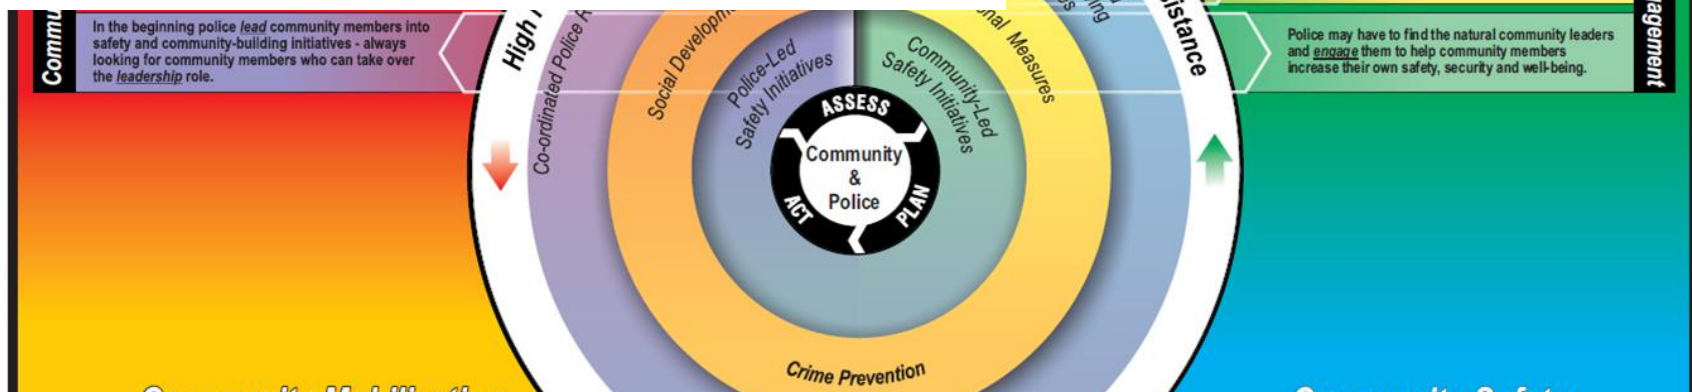 In the beginning police lead community members into
safety and community-building initiatives - always
looking for community members who can take over
the leadership role.
High
Co-ordinated Police
Social
Police-Led
Safety Initiatives
Community-Led
Safety Initiatives
Measures
ASSESS
PLAN
ACT
Community
&
Police
Crime Prevention
Police may have to find the natural community leaders
and engage them to help community members
increase their own safety, security and well-being.